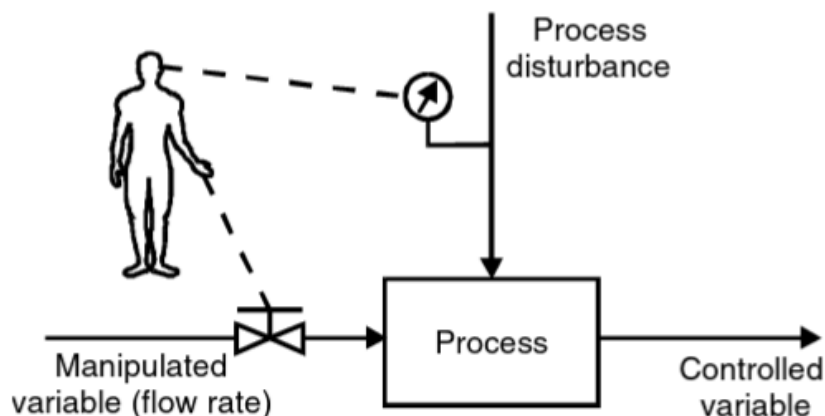 Process
disturbance
Process
Manipulated
variable (flow rate)
Controlled
variable